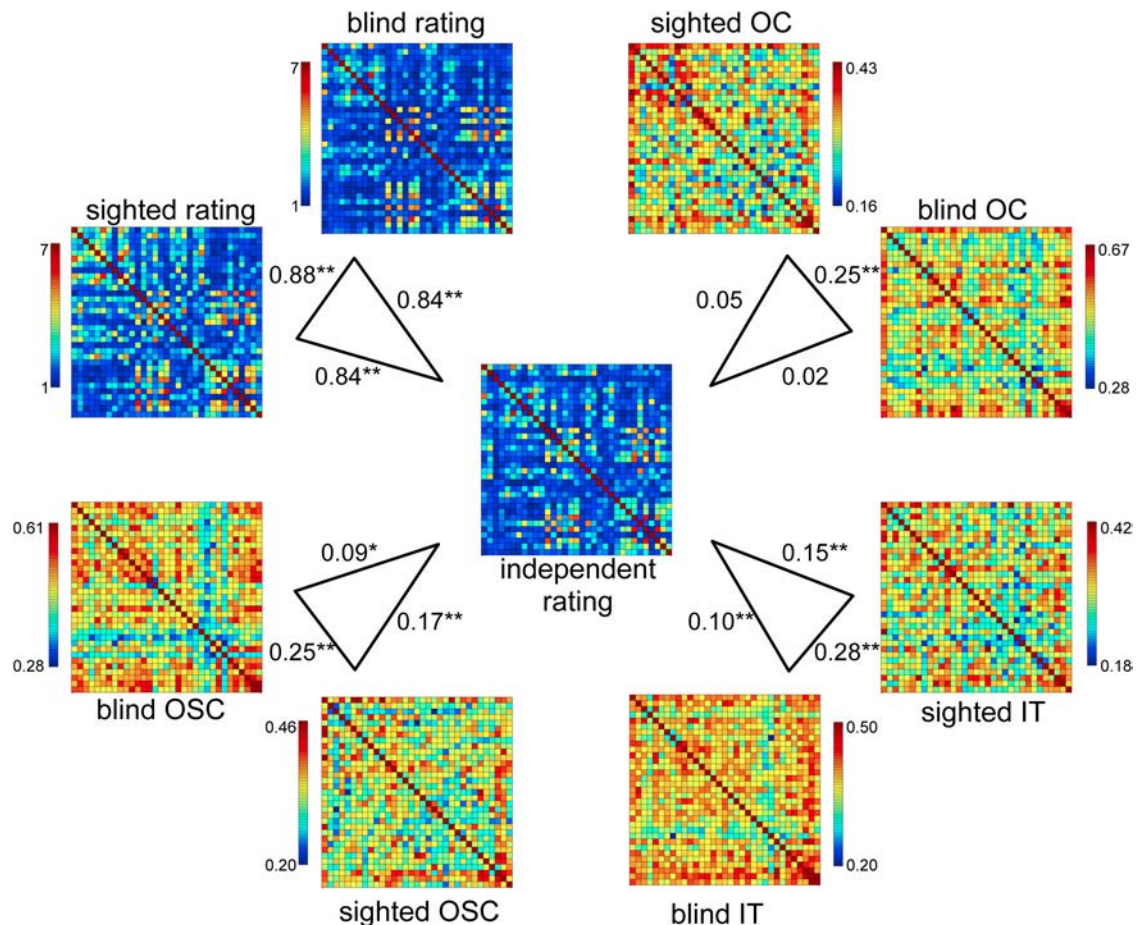 blind rating
sighted OC
7
1
0.43
0.16
sighted rating
blind OC
7
1
0.67
0.28
0.88**
0.84**
0.84**
0.05
0.25**
0.02
independent
rating
0.61
0.28
blind OSC
0.09*
0.17**
0.25**
0.15**
0.10**
0.28**
0.42
0.18
sighted IT
0.46
0.20
sighted OSC
0.50
0.20
blind IT